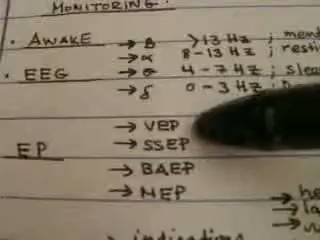 MONITORING:
• AWAKE → β >13 Hz ;
→ α 8-13 Hz ;
• EEG → θ 4-7 Hz ;
→ δ 0-3 Hz ;
→ VEP
EP → SSEP
→ BAEP
→ MEP
→ indications